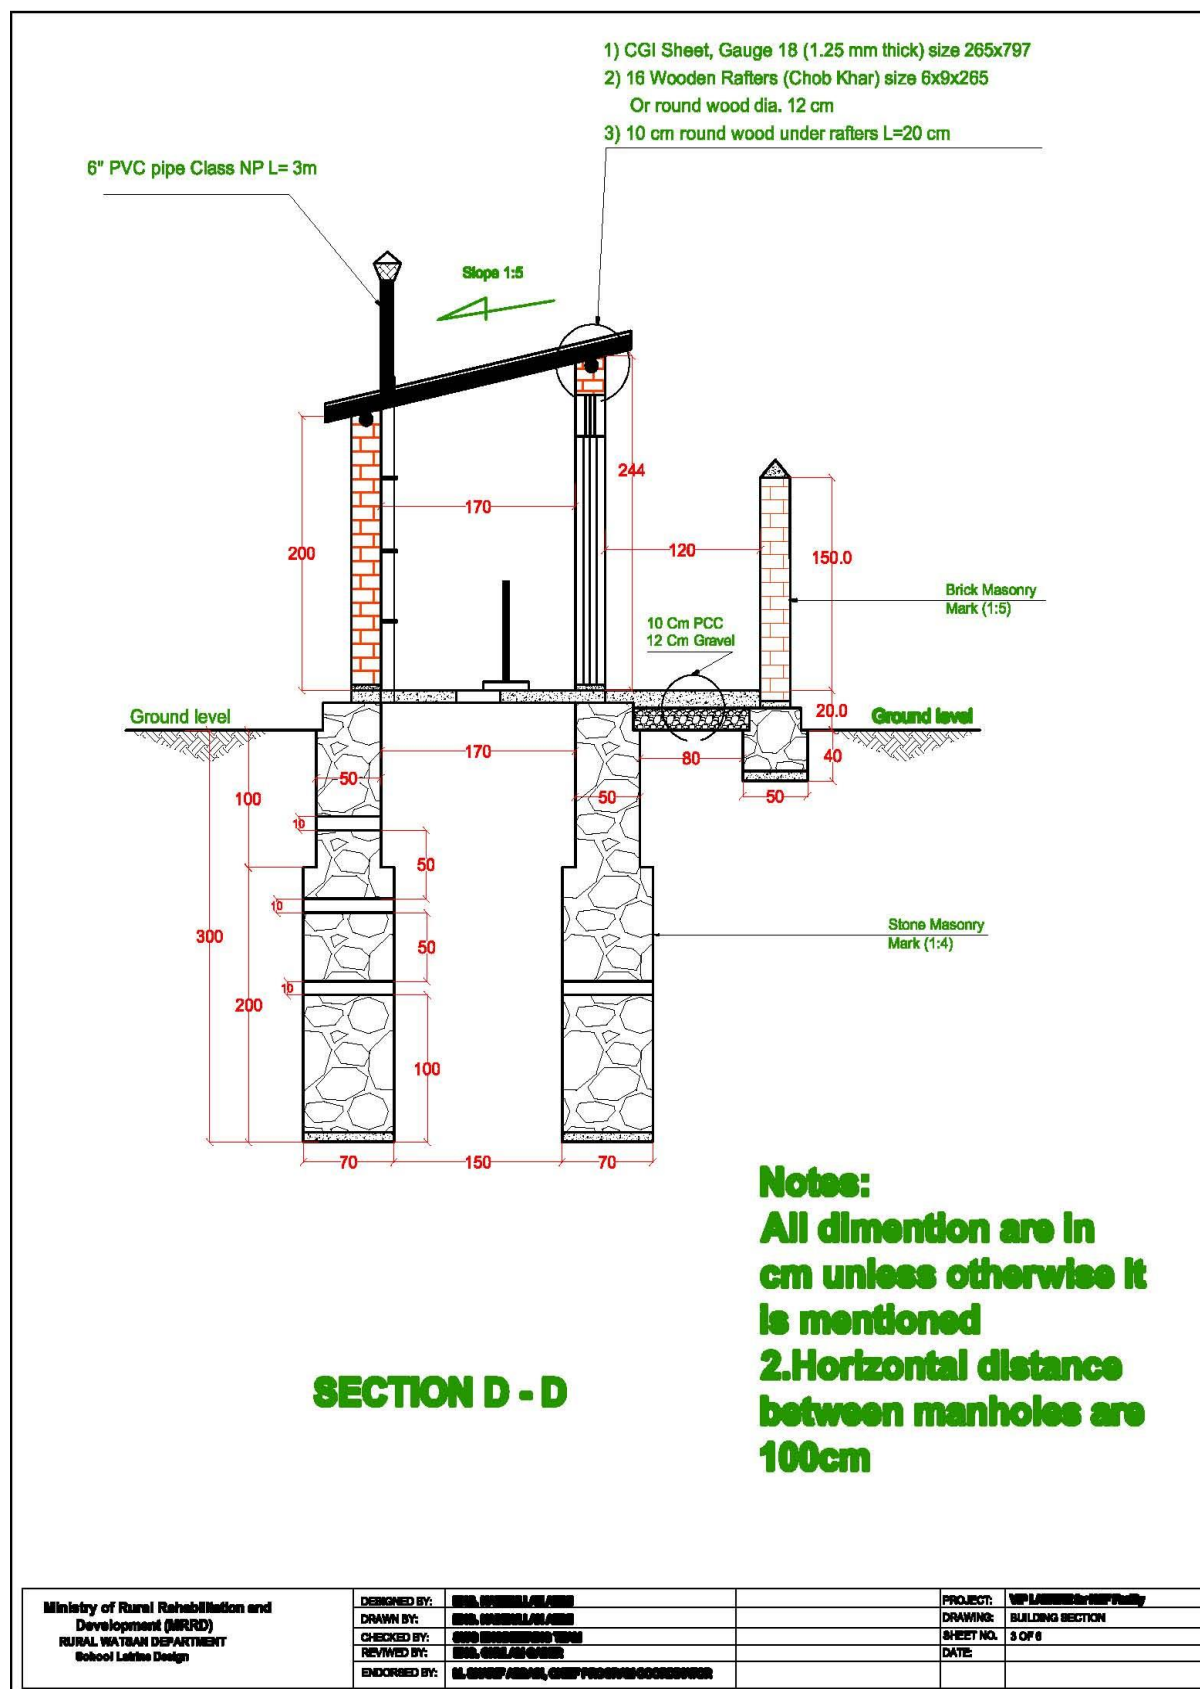 1) CGI Sheet, Gauge 18 (1.25 mm thick) size 265x797
2) 16 Wooden Rafters (Chob Khar) size 6x9x265
Or round wood dia. 12 cm
3) 10 cm round wood under rafters L=20 cm
6" PVC pipe Class NP L= 3m
Slope 1:5
244
170
200
120
150.0
Brick Masonry
Mark (1:5)
10 Cm PCC
12 Cm Gravel
Ground level
20.0
Ground level
170
80
40
50
50
50
100
10
50
10
Stone Masonry
Mark (1:4)
300
50
10
200
100
70
150
70
Notes:
All dimention are in
cm unless otherwise it
is mentioned
2.Horizontal distance
between manholes are
100cm
SECTION D - D
Ministry of Rural Rehabilitation and
Development (MRRD)
RURAL WATSAN DEPARTMENT
School Latrine Design
DESIGNED BY:
DRAWN BY:
CHECKED BY:
REVIWED BY:
ENDORSED BY:
PROJECT:
DRAWING: BUILDING SECTION
SHEET NO. 3 OF 6
DATE: